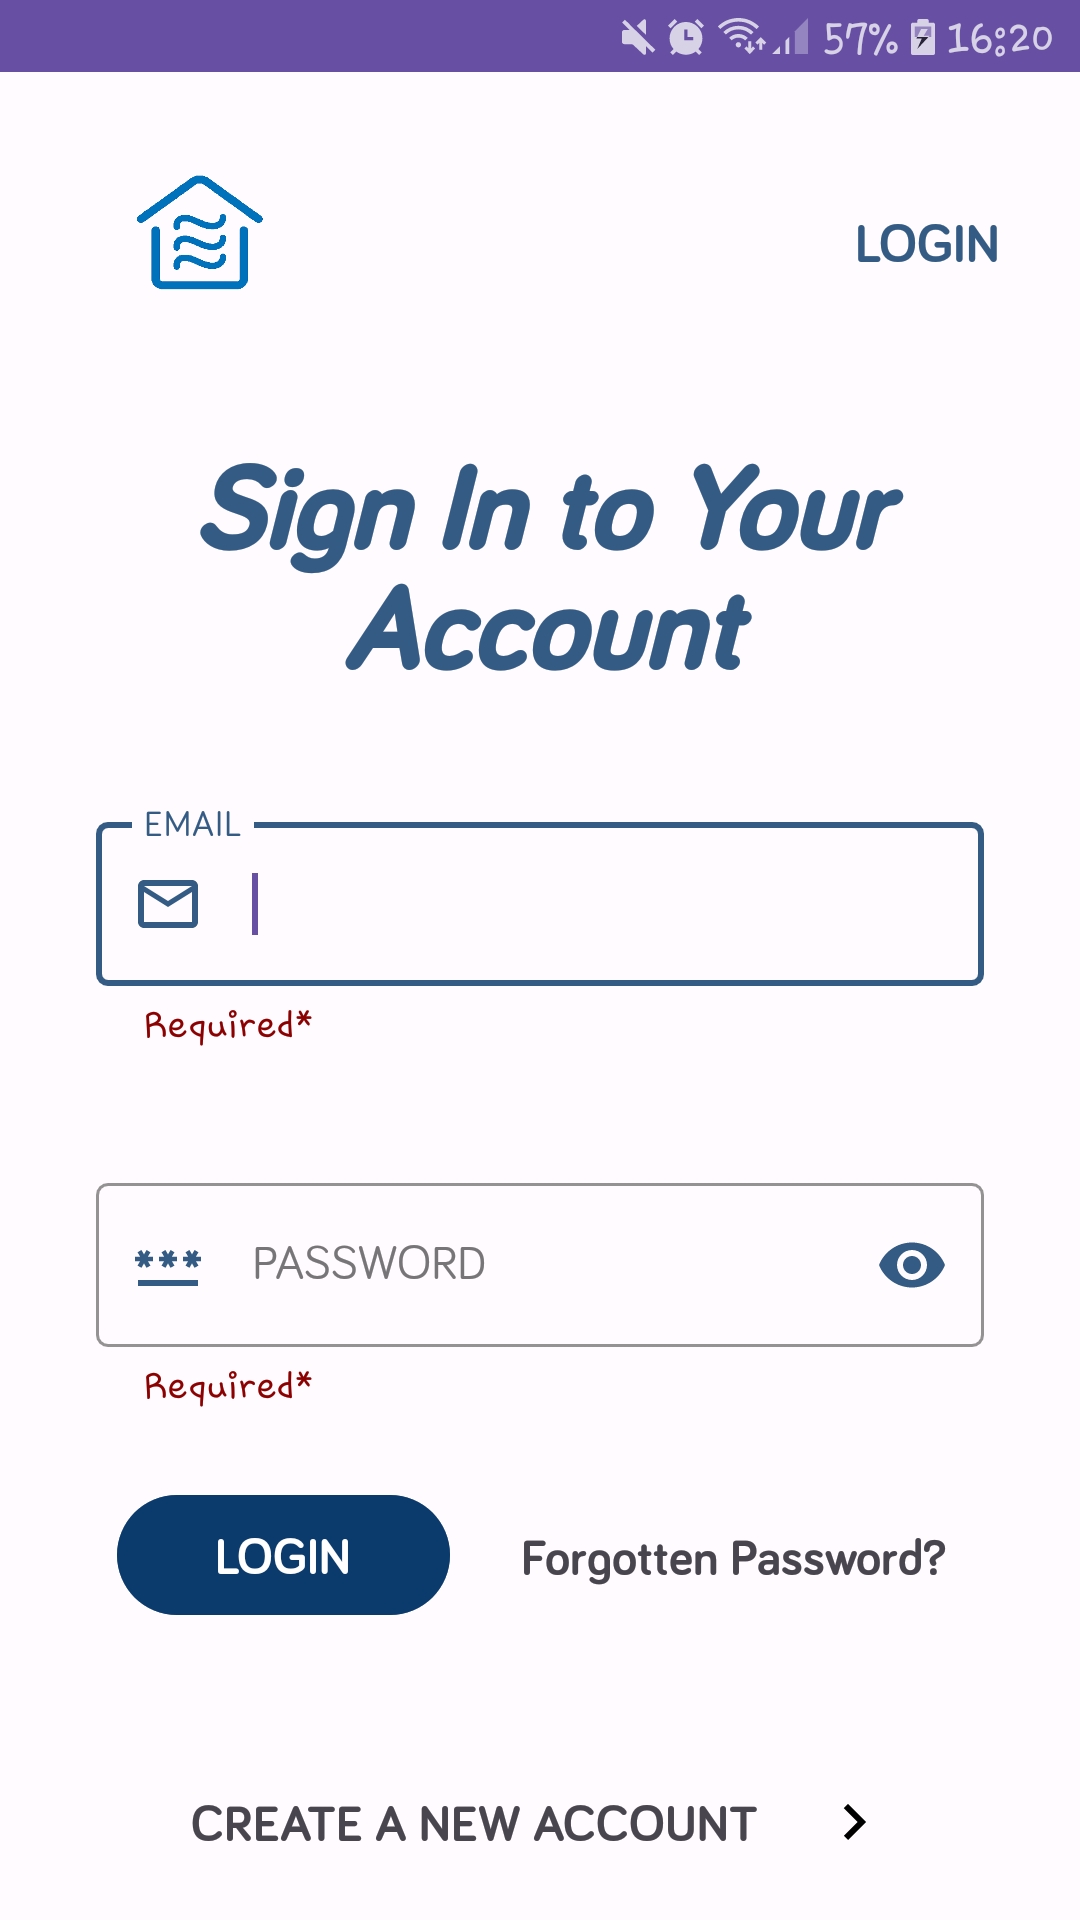 57% 16:20
LOGIN
Sign In to Your
Account
EMAIL
Required*
PASSWORD
Required*
LOGIN
Forgotten Password?
CREATE A NEW ACCOUNT